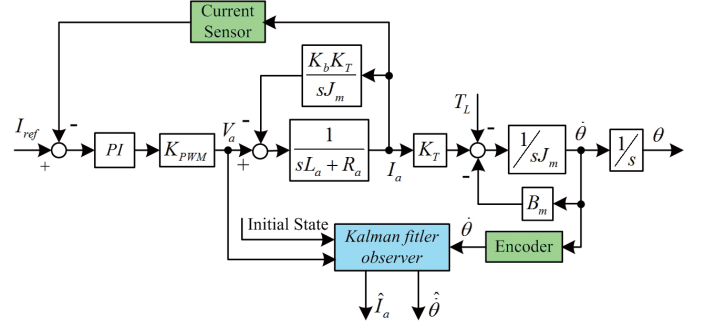 Current
Sensor
K_b K_T
sJ_m
I_ref
-
+
PI
K_PWM
V_a
-
+
1
sL_a + R_a
I_a
K_T
T_L
-
-
1/sJ_m
θ̇
1/s
θ
B_m
Initial State
Kalman fitler
observer
θ̇
Encoder
Î_a
θ̇̂